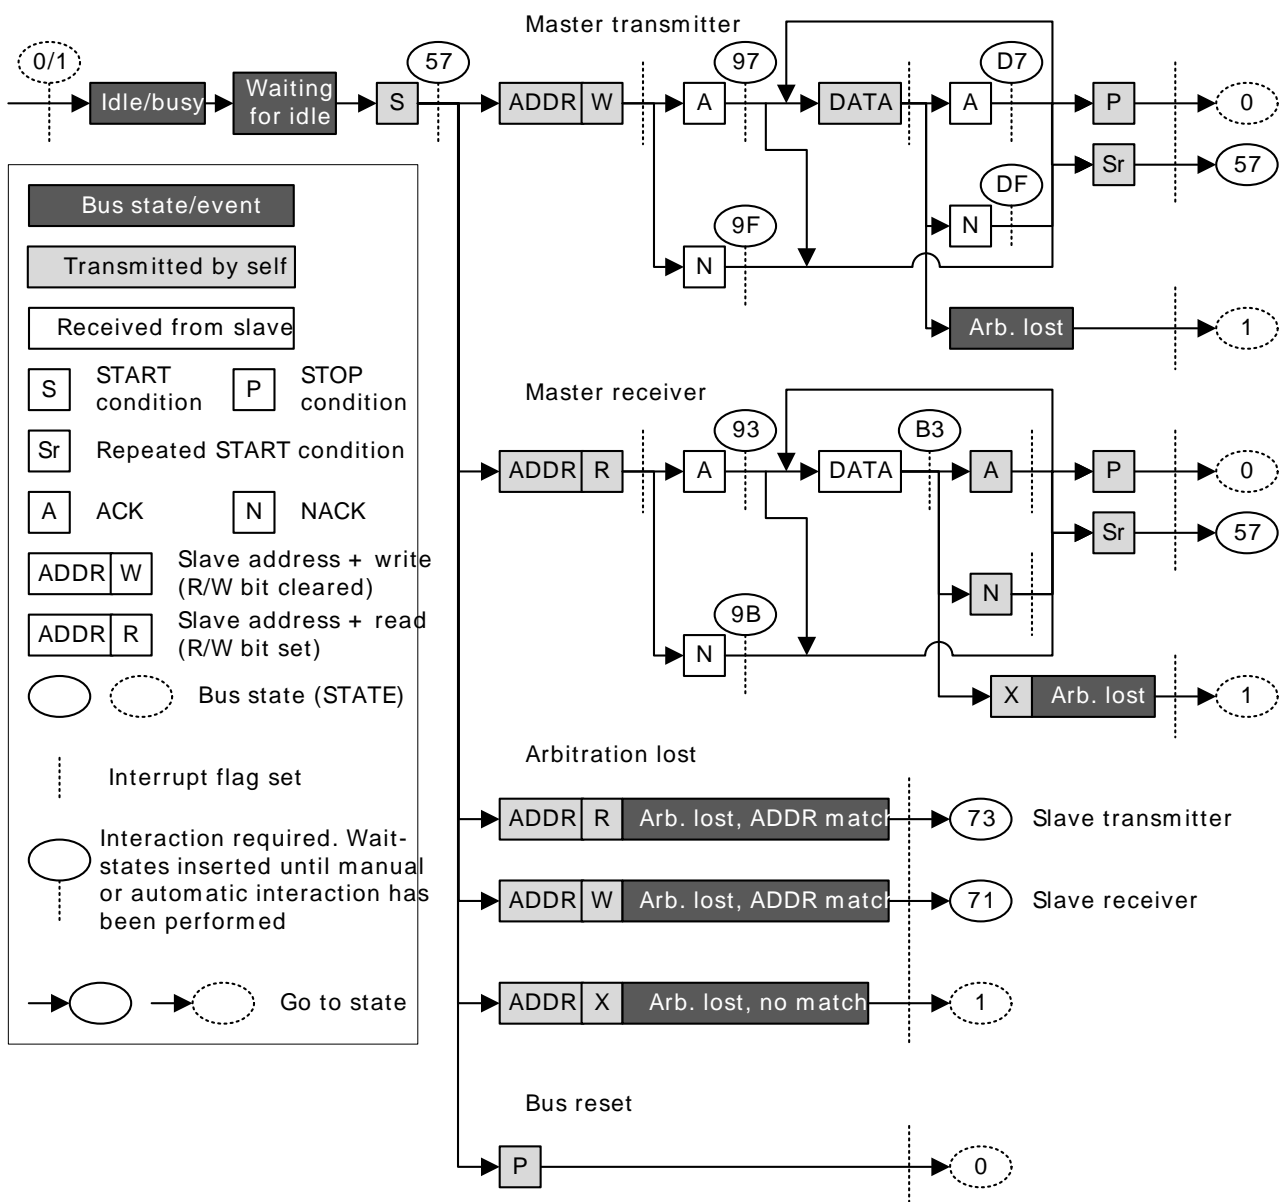 Master transmitter
0/1
57
97
D7
Idle/busy
Waiting
for idle
S
ADDR W
A
DATA
A
P
0
Sr
57
DF
N
9F
N
Arb. lost
1
Bus state/event
Transmitted by self
Received from slave
S
START
condition
P
STOP
condition
Sr
Repeated START condition
A
ACK
N
NACK
ADDR W
Slave address + write
(R/W bit cleared)
ADDR R
Slave address + read
(R/W bit set)
Bus state (STATE)
Interrupt flag set
Interaction required. Wait-
states inserted until manual
or automatic interaction has
been performed
Go to state
Master receiver
93
B3
ADDR R
A
DATA
A
P
0
Sr
57
N
9B
N
X Arb. lost
1
Arbitration lost
ADDR R Arb. lost, ADDR match
73
Slave transmitter
ADDR W Arb. lost, ADDR match
71
Slave receiver
ADDR X Arb. lost, no match
1
Bus reset
P
0